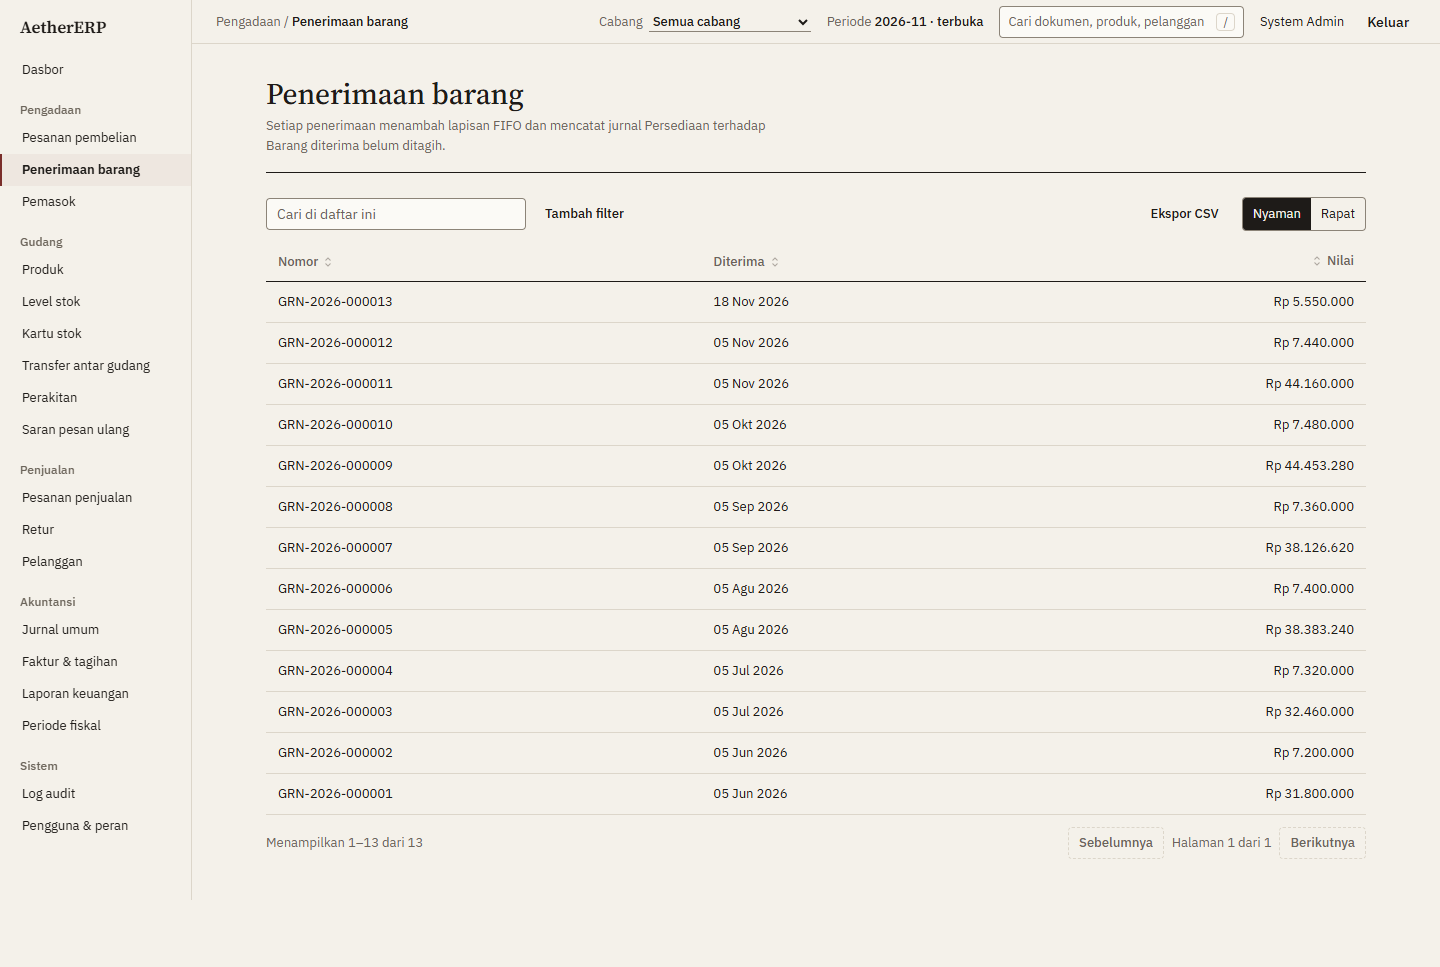 AetherERP
Dasbor
Pengadaan
Pesanan pembelian
Penerimaan barang
Pemasok
Gudang
Produk
Level stok
Kartu stok
Transfer antar gudang
Perakitan
Saran pesan ulang
Penjualan
Pesanan penjualan
Retur
Pelanggan
Akuntansi
Jurnal umum
Faktur & tagihan
Laporan keuangan
Periode fiskal
Sistem
Log audit
Pengguna & peran
Pengadaan / Penerimaan barang
Cabang Semua cabang
Periode 2026-11 · terbuka
Cari dokumen, produk, pelanggan /
System Admin
Keluar
Penerimaan barang
Setiap penerimaan menambah lapisan FIFO dan mencatat jurnal Persediaan terhadap
Barang diterima belum ditagih.
Cari di daftar ini
Tambah filter
Ekspor CSV
Nyaman Rapat
Nomor Diterima Nilai
GRN-2026-000013 18 Nov 2026 Rp 5.550.000
GRN-2026-000012 05 Nov 2026 Rp 7.440.000
GRN-2026-000011 05 Nov 2026 Rp 44.160.000
GRN-2026-000010 05 Okt 2026 Rp 7.480.000
GRN-2026-000009 05 Okt 2026 Rp 44.453.280
GRN-2026-000008 05 Sep 2026 Rp 7.360.000
GRN-2026-000007 05 Sep 2026 Rp 38.126.620
GRN-2026-000006 05 Agu 2026 Rp 7.400.000
GRN-2026-000005 05 Agu 2026 Rp 38.383.240
GRN-2026-000004 05 Jul 2026 Rp 7.320.000
GRN-2026-000003 05 Jul 2026 Rp 32.460.000
GRN-2026-000002 05 Jun 2026 Rp 7.200.000
GRN-2026-000001 05 Jun 2026 Rp 31.800.000
Menampilkan 1–13 dari 13
Sebelumnya Halaman 1 dari 1 Berikutnya